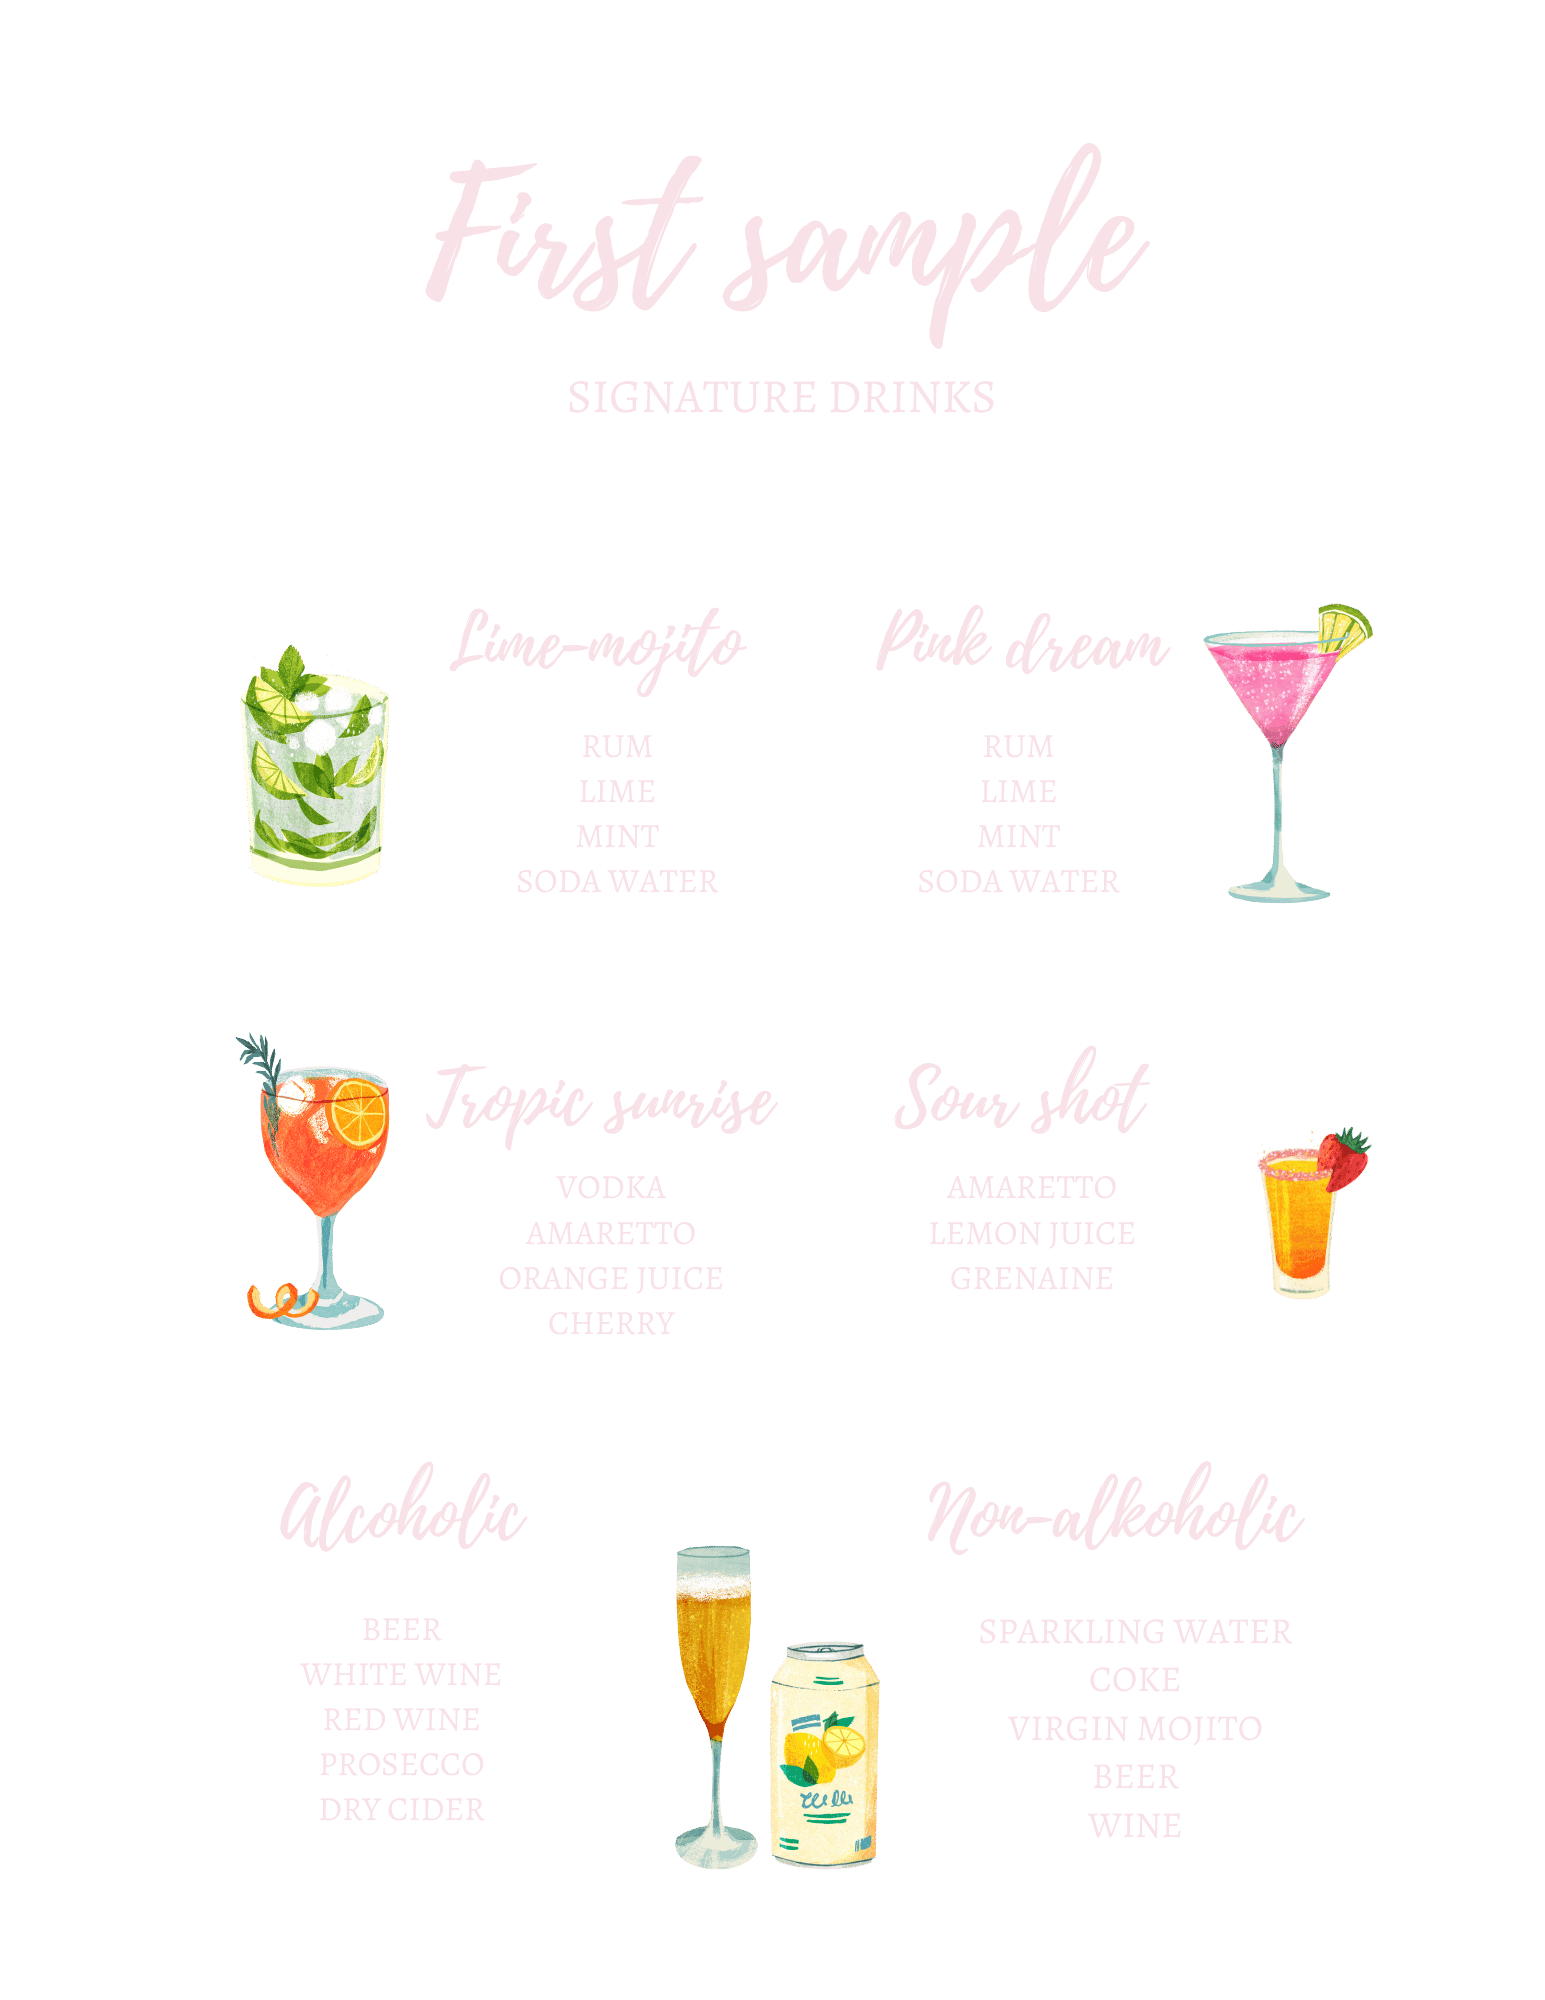 First sample
SIGNATURE DRINKS
Lime-mojito
RUM
LIME
MINT
SODA WATER
Pink dream
RUM
LIME
MINT
SODA WATER
Tropic sunrise
VODKA
AMARETTO
ORANGE JUICE
CHERRY
Sour shot
AMARETTO
LEMON JUICE
GRENAINE
Alcoholic
BEER
WHITE WINE
RED WINE
PROSECCO
DRY CIDER
Non-alkoholic
SPARKLING WATER
COKE
VIRGIN MOJITO
BEER
WINE